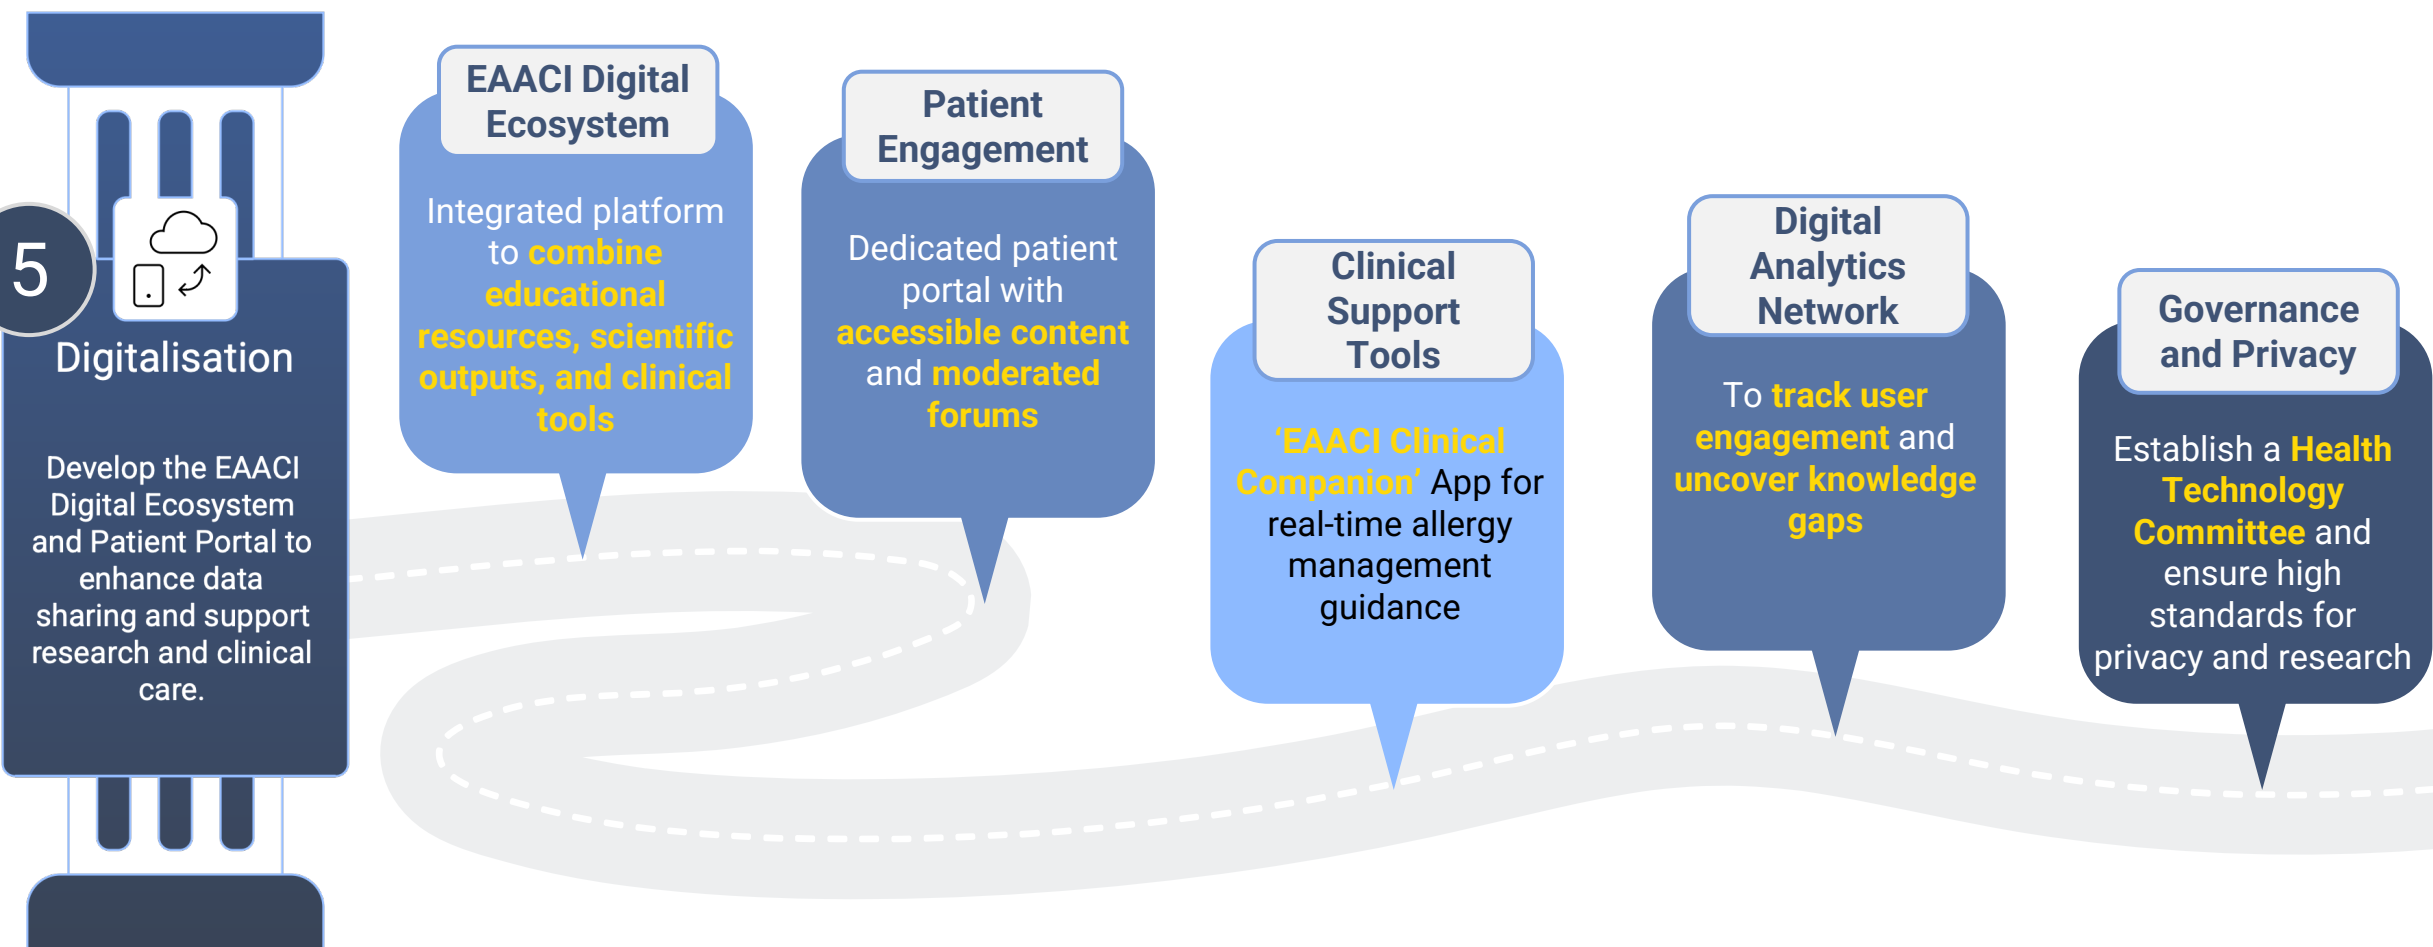 5
Digitalisation
Develop the EAACI
Digital Ecosystem
and Patient Portal to
enhance data
sharing and support
research and clinical
care.
EAACI Digital
Ecosystem
Integrated platform
to combine
educational
resources, scientific
outputs, and clinical
tools
Patient
Engagement
Dedicated patient
portal with
accessible content
and moderated
forums
Clinical
Support
Tools
‘EAACI Clinical
Companion’ App for
real-time allergy
management
guidance
Digital
Analytics
Network
To track user
engagement and
uncover knowledge
gaps
Governance
and Privacy
Establish a Health
Technology
Committee and
ensure high
standards for
privacy and research